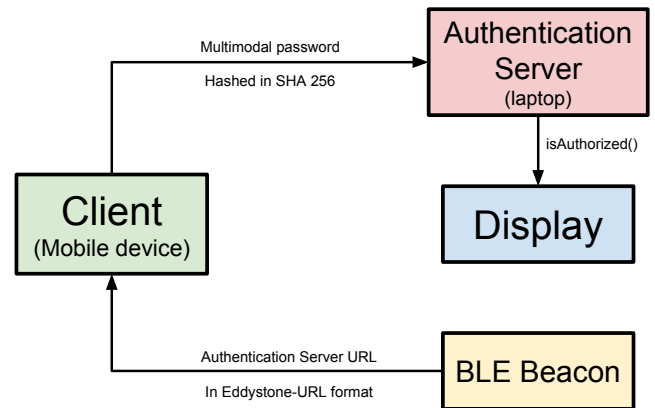 Authentication
Server
(laptop)
Multimodal password
Hashed in SHA 256
isAuthorized()
Client
(Mobile device)
Display
Authentication Server URL
In Eddystone-URL format
BLE Beacon